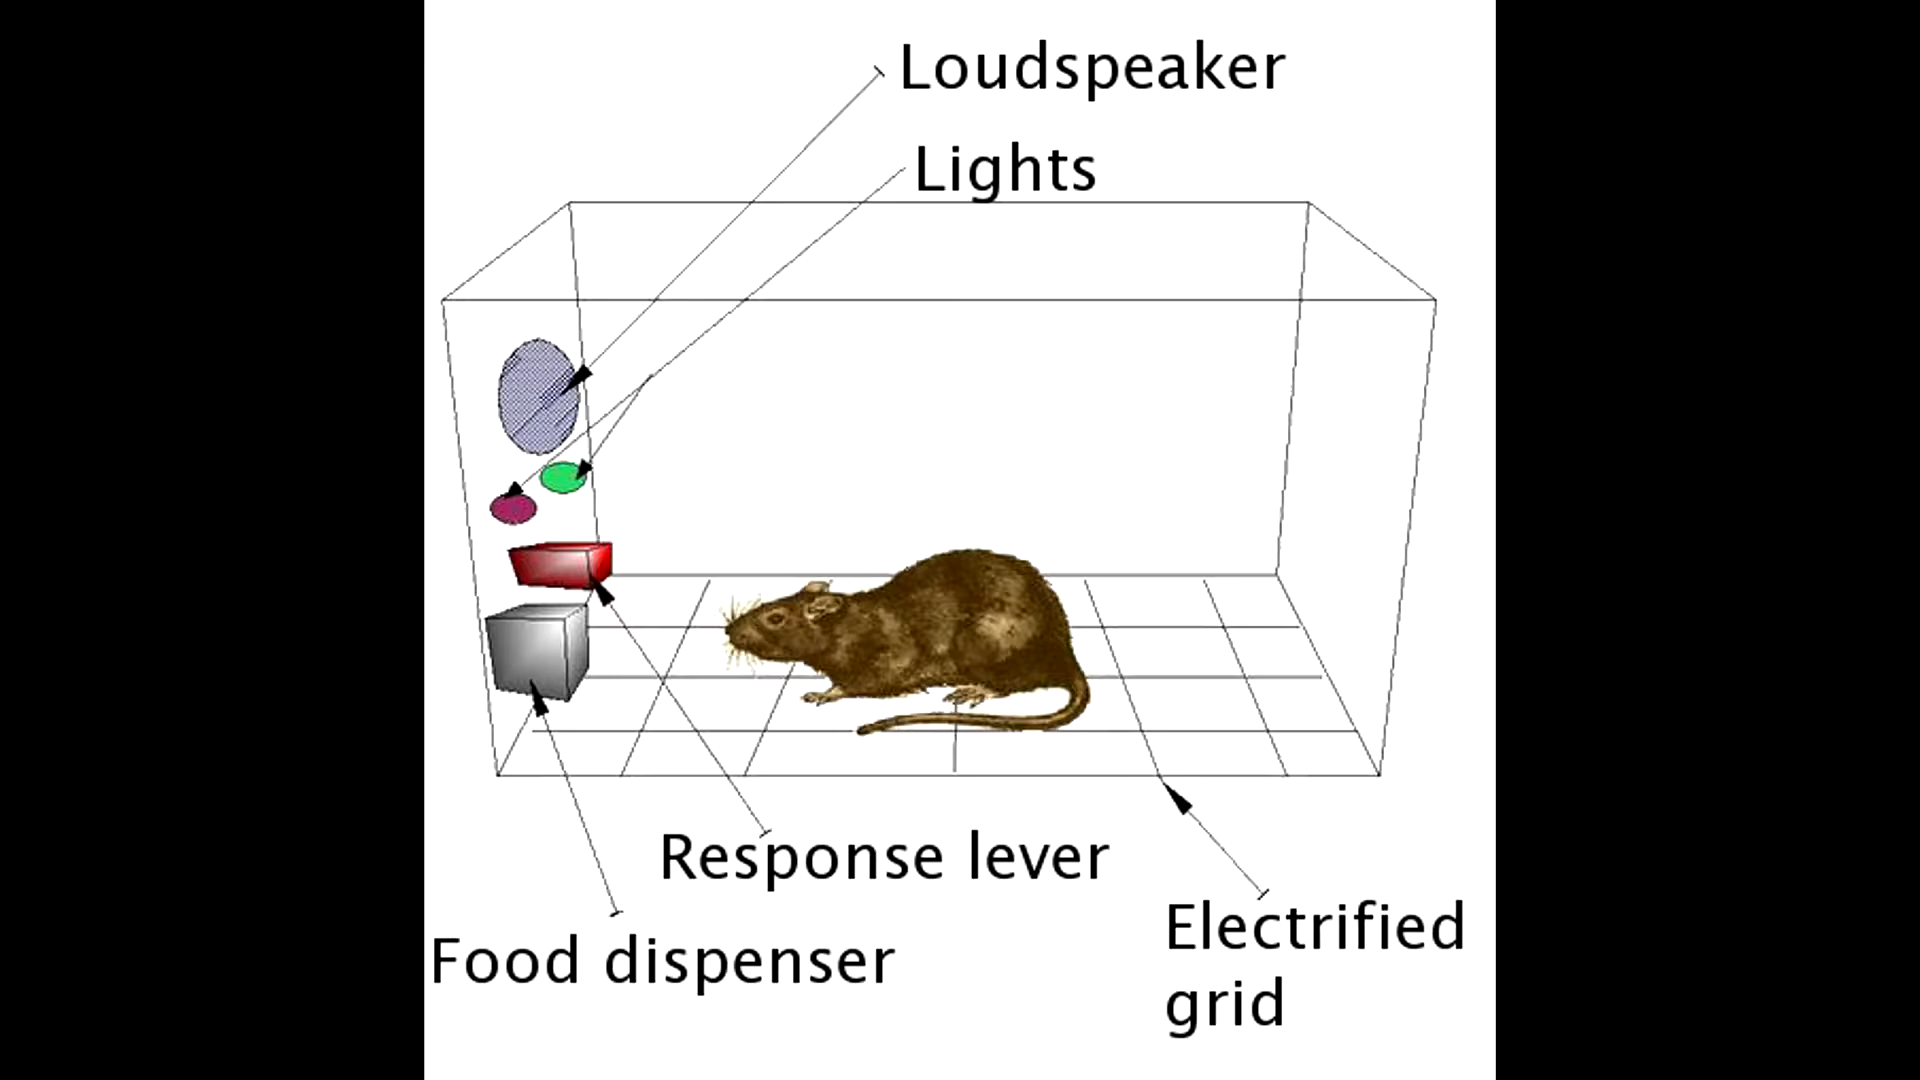 Loudspeaker
Lights
Response lever
Electrified
grid
Food dispenser